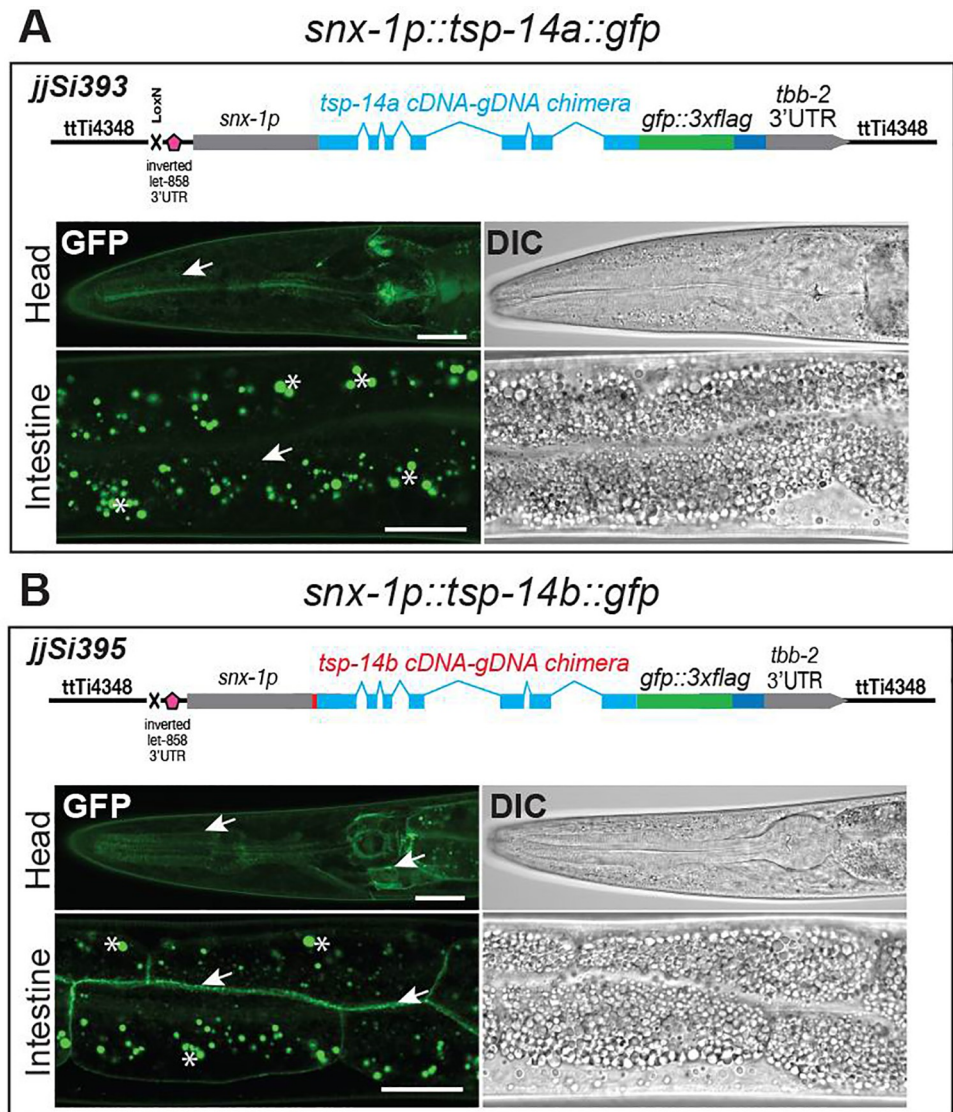 A
snx-1p::tsp-14a::gfp
jjSi393
LoxN
ttTi4348
snx-1p
tsp-14a cDNA-gDNA chimera
gfp::3xflag
tbb-2
3'UTR
ttTi4348
inverted
let-858
3'UTR
Head
GFP
DIC
Intestine
*
*
*
*
B
snx-1p::tsp-14b::gfp
jjSi395
ttTi4348
snx-1p
tsp-14b cDNA-gDNA chimera
gfp::3xflag
tbb-2
3'UTR
ttTi4348
inverted
let-858
3'UTR
Head
GFP
DIC
Intestine
*
*
*